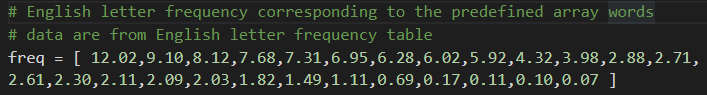 # English letter frequency corresponding to the predefined array words
# data are from English letter frequency table
freq = [ 12.02,9.10,8.12,7.68,7.31,6.95,6.28,6.02,5.92,4.32,3.98,2.88,2.71,
2.61,2.30,2.11,2.09,2.03,1.82,1.49,1.11,0.69,0.17,0.11,0.10,0.07 ]